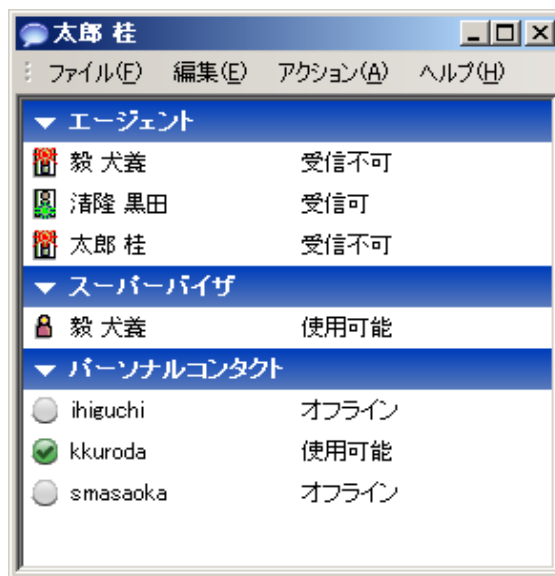 太郎 桂
ファイル(F) 編集(E) アクション(A) ヘルプ(H)
エージェント
毅 犬養 受信不可
清隆 黒田 受信可
太郎 桂 受信不可
スーパーバイザ
毅 犬養 使用可能
パーソナルコンタクト
ihiguchi オフライン
kkuroda 使用可能
smasaoka オフライン